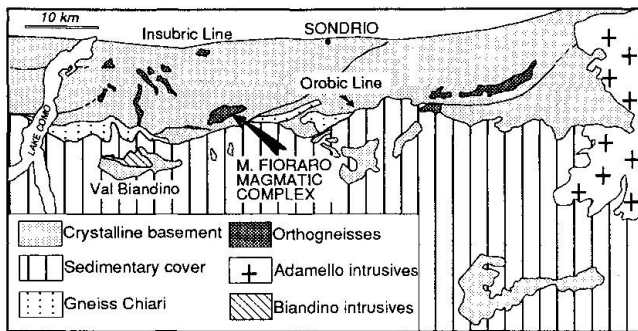 10 km
Insubric Line
SONDRIO
Orobic Line
LAKE COMO
M. FIORARO
MAGMATIC
COMPLEX
Val Biandino
Crystalline basement
Orthogneisses
Sedimentary cover
Adamello intrusives
Gneiss Chiari
Biandino intrusives